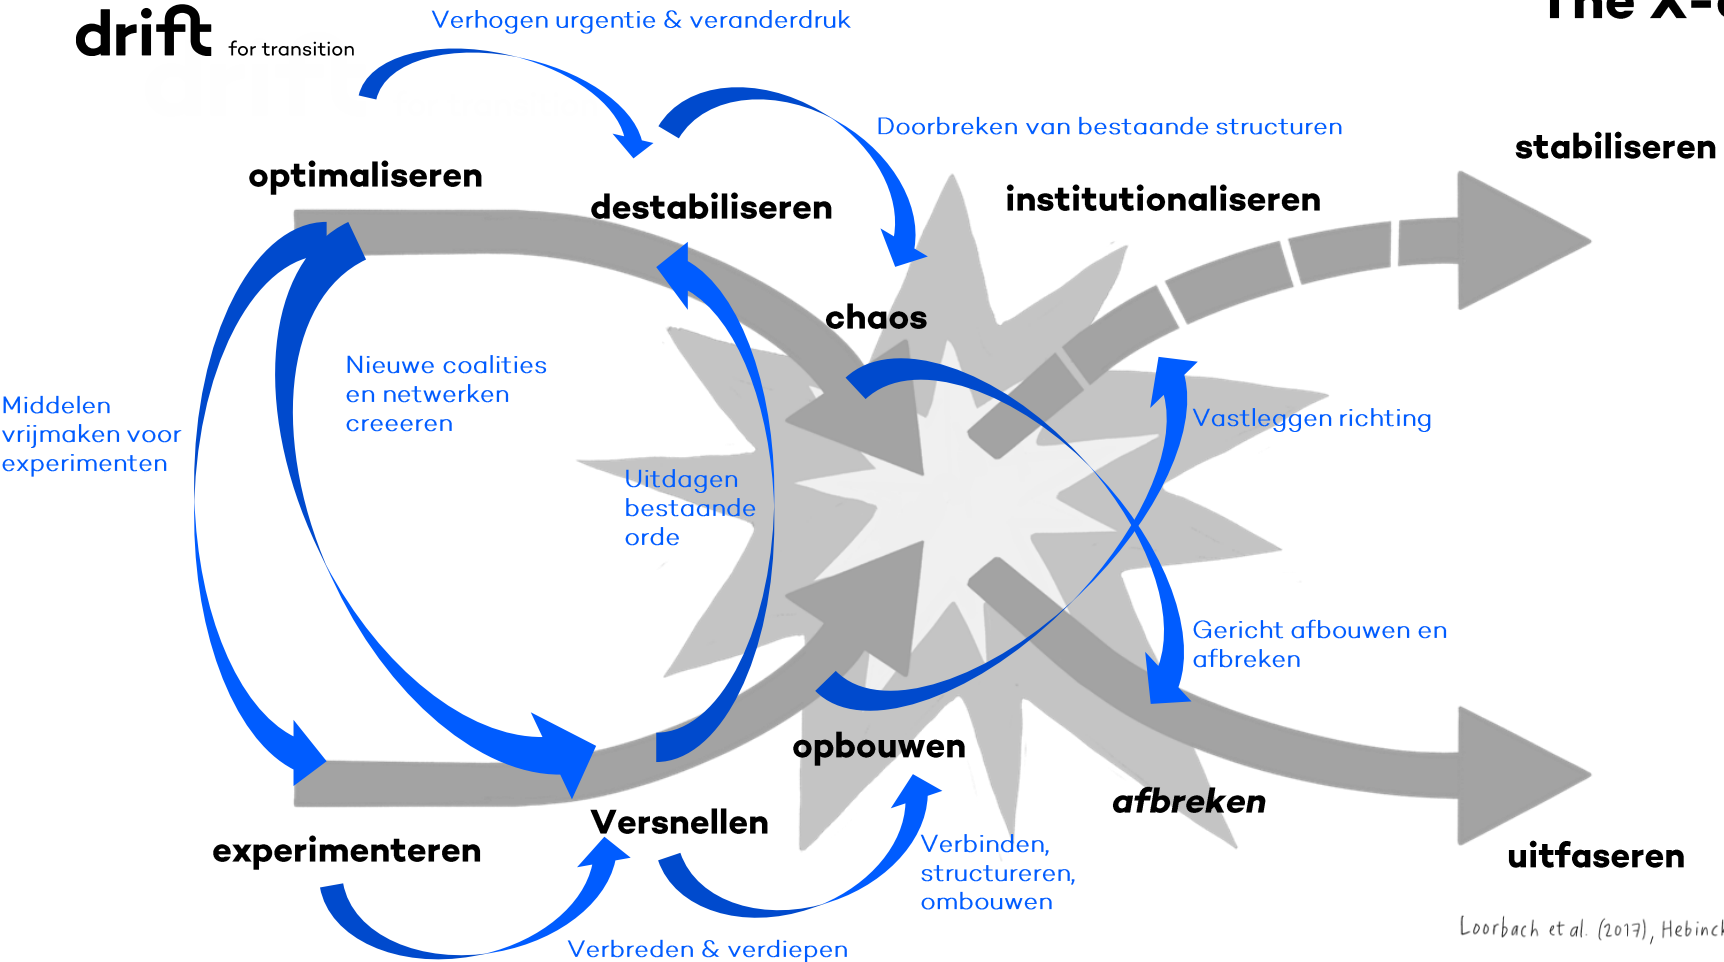 drift for transition
Verhogen urgentie & veranderdruk
The X-
Doorbreken van bestaande structuren
stabiliseren
optimaliseren
destabiliseren
institutionaliseren
chaos
Nieuwe coalities
en netwerken
creeeren
Middelen
vrijmaken voor
experimenten
Vastleggen richting
Uitdagen
bestaande
orde
Gericht afbouwen en
afbreken
opbouwen
afbreken
Versnellen
experimenteren
Verbinden,
structureren,
ombouwen
uitfaseren
Loorbach et al. (2017), Hebinck
Verbreden & verdiepen